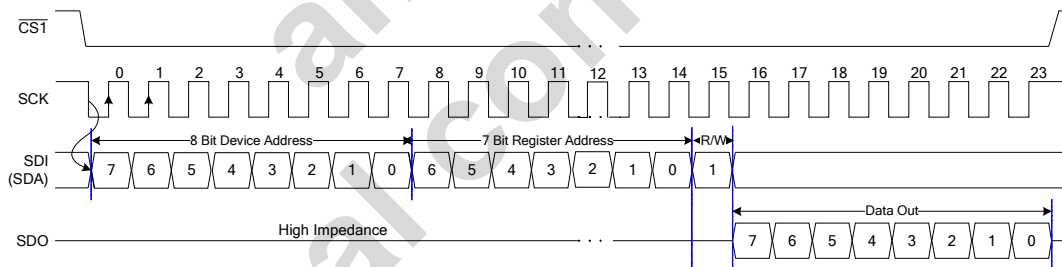 CS1
. . .
0 1 2 3 4 5 6 7 8 9 10 11 12 13 14 15 16 17 18 19 20 21 22 23
SCK
8 Bit Device Address 7 Bit Register Address R/W
SDI 7 6 5 4 3 2 1 0 6 5 4 3 2 1 0 1
(SDA)
Data Out
High Impedance
SDO . . . 7 6 5 4 3 2 1 0